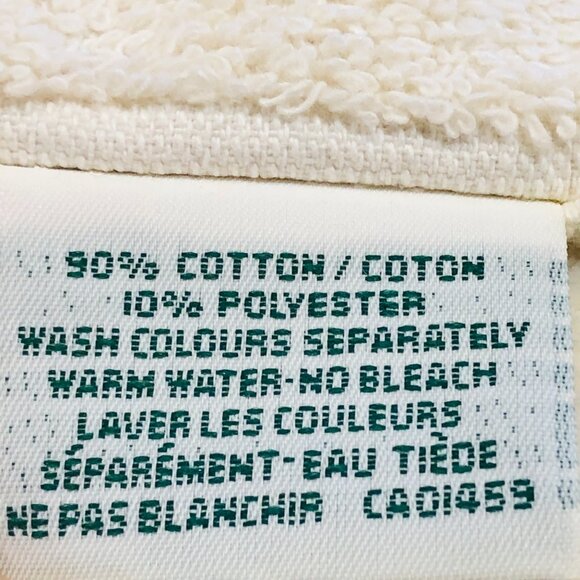 90% COTTON / COTON
10% POLYESTER
WASH COLOURS SEPARATELY
WARM WATER-NO BLEACH
LAVER LES COULEURS
SÉPARÉMENT-EAU TIÈDE
NE PAS BLANCHIR CA01459